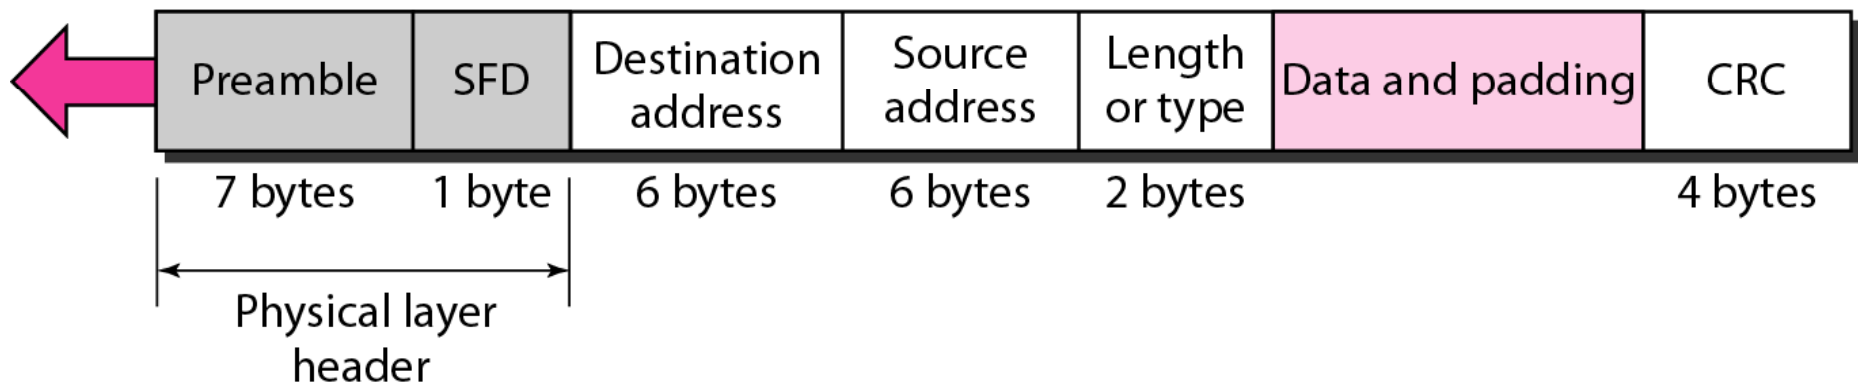 Preamble
SFD
Destination
address
Source
address
Length
or type
Data and padding
CRC
7 bytes
1 byte
6 bytes
6 bytes
2 bytes
4 bytes
Physical layer
header